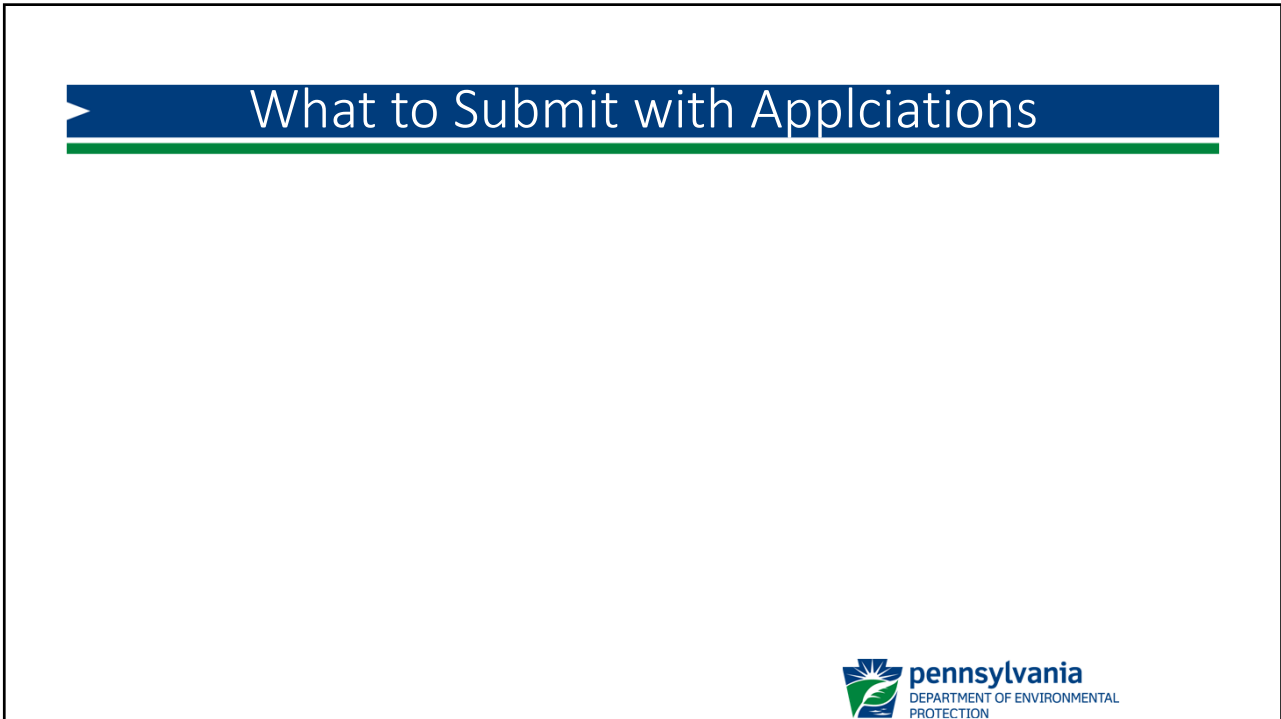 What to Submit with Applciations
pennsylvania
DEPARTMENT OF ENVIRONMENTAL
PROTECTION